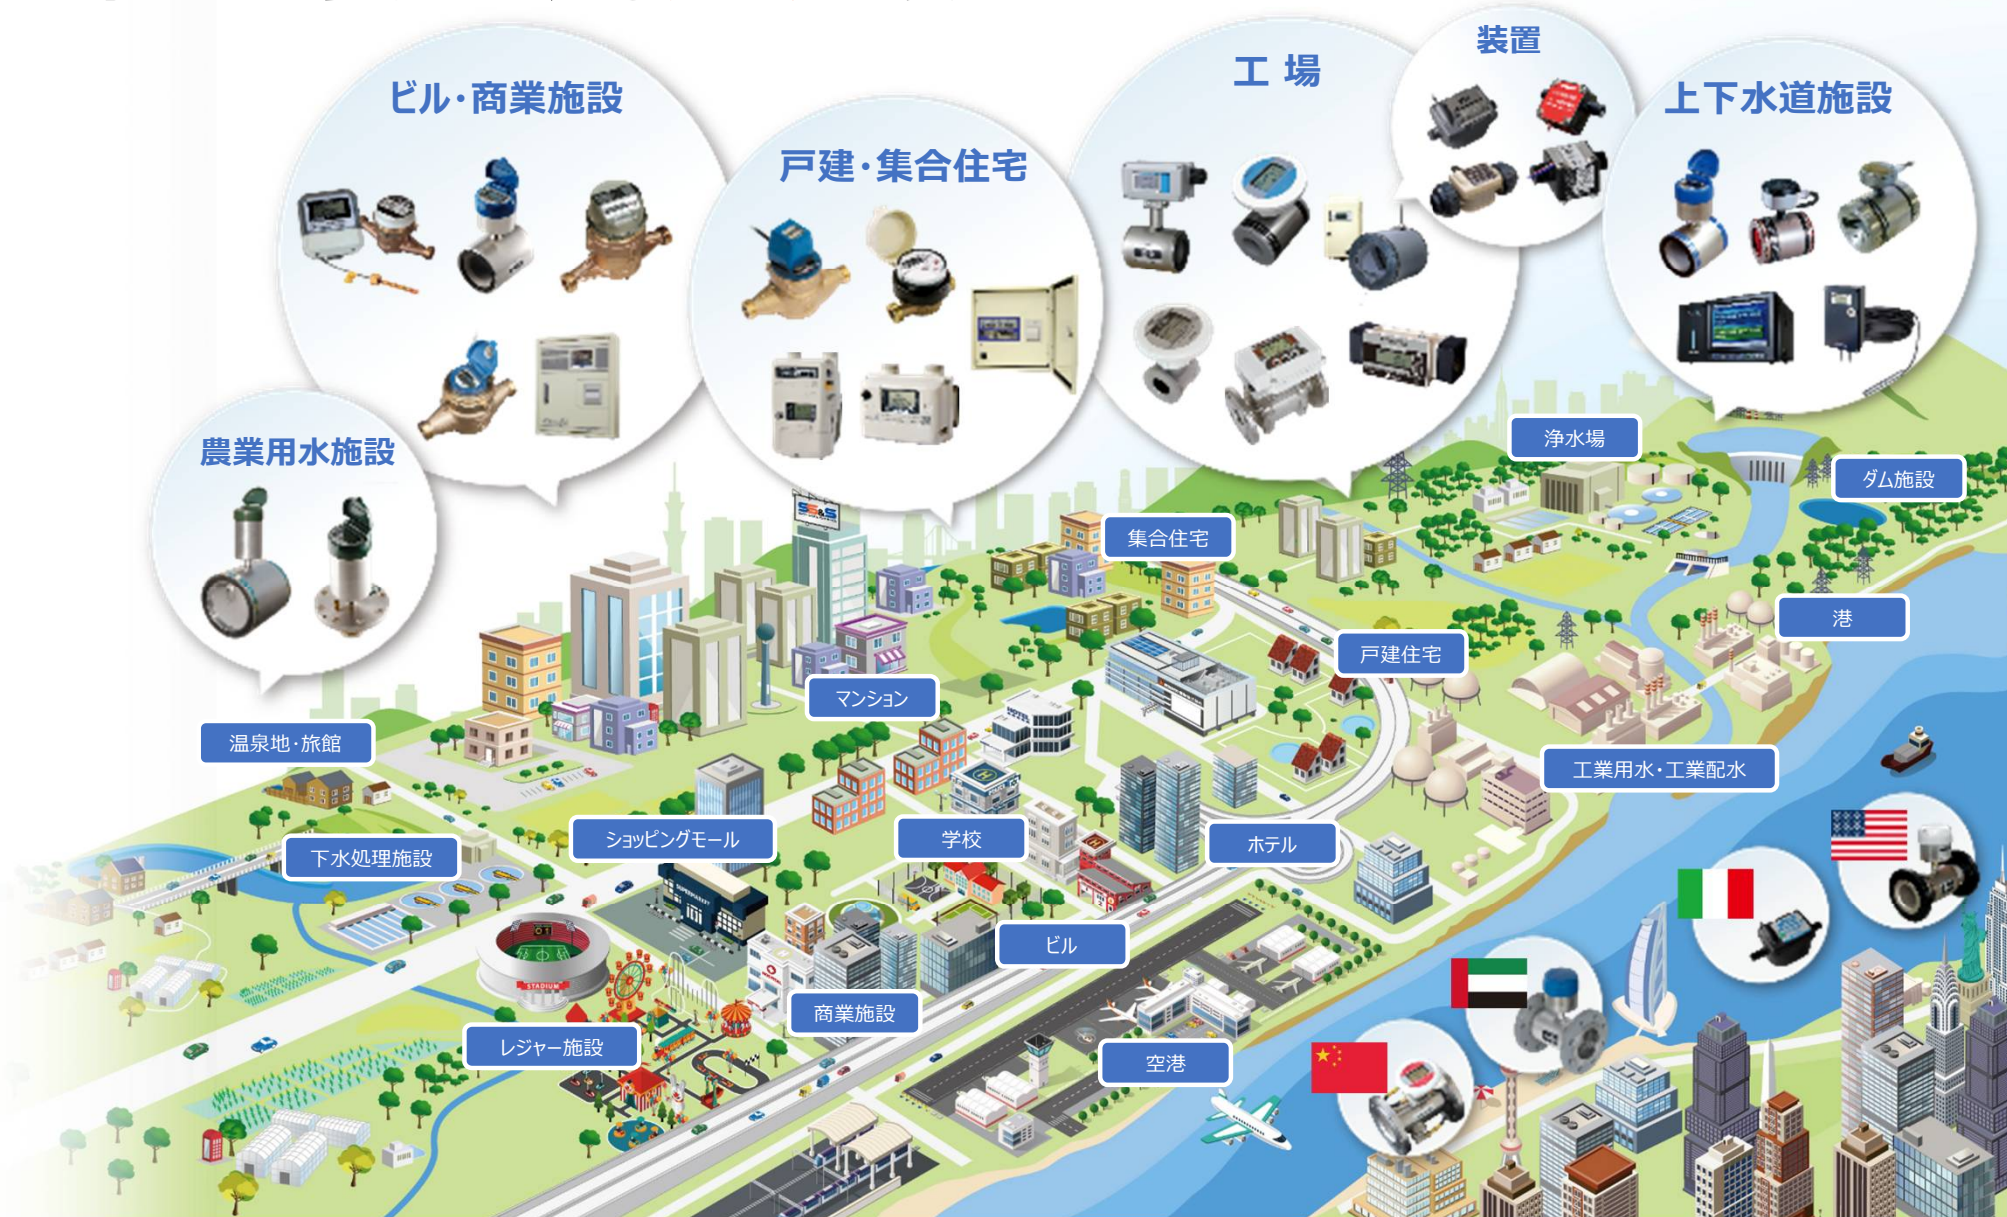 装置
工 場
ビル・商業施設
上下水道施設
戸建・集合住宅
農業用水施設
浄水場
ダム施設
集合住宅
港
戸建住宅
マンション
温泉地・旅館
工業用水・工業配水
ショッピングモール
学校
ホテル
下水処理施設
SUPERMARKET
ビル
STADIUM
商業施設
レジャー施設
空港